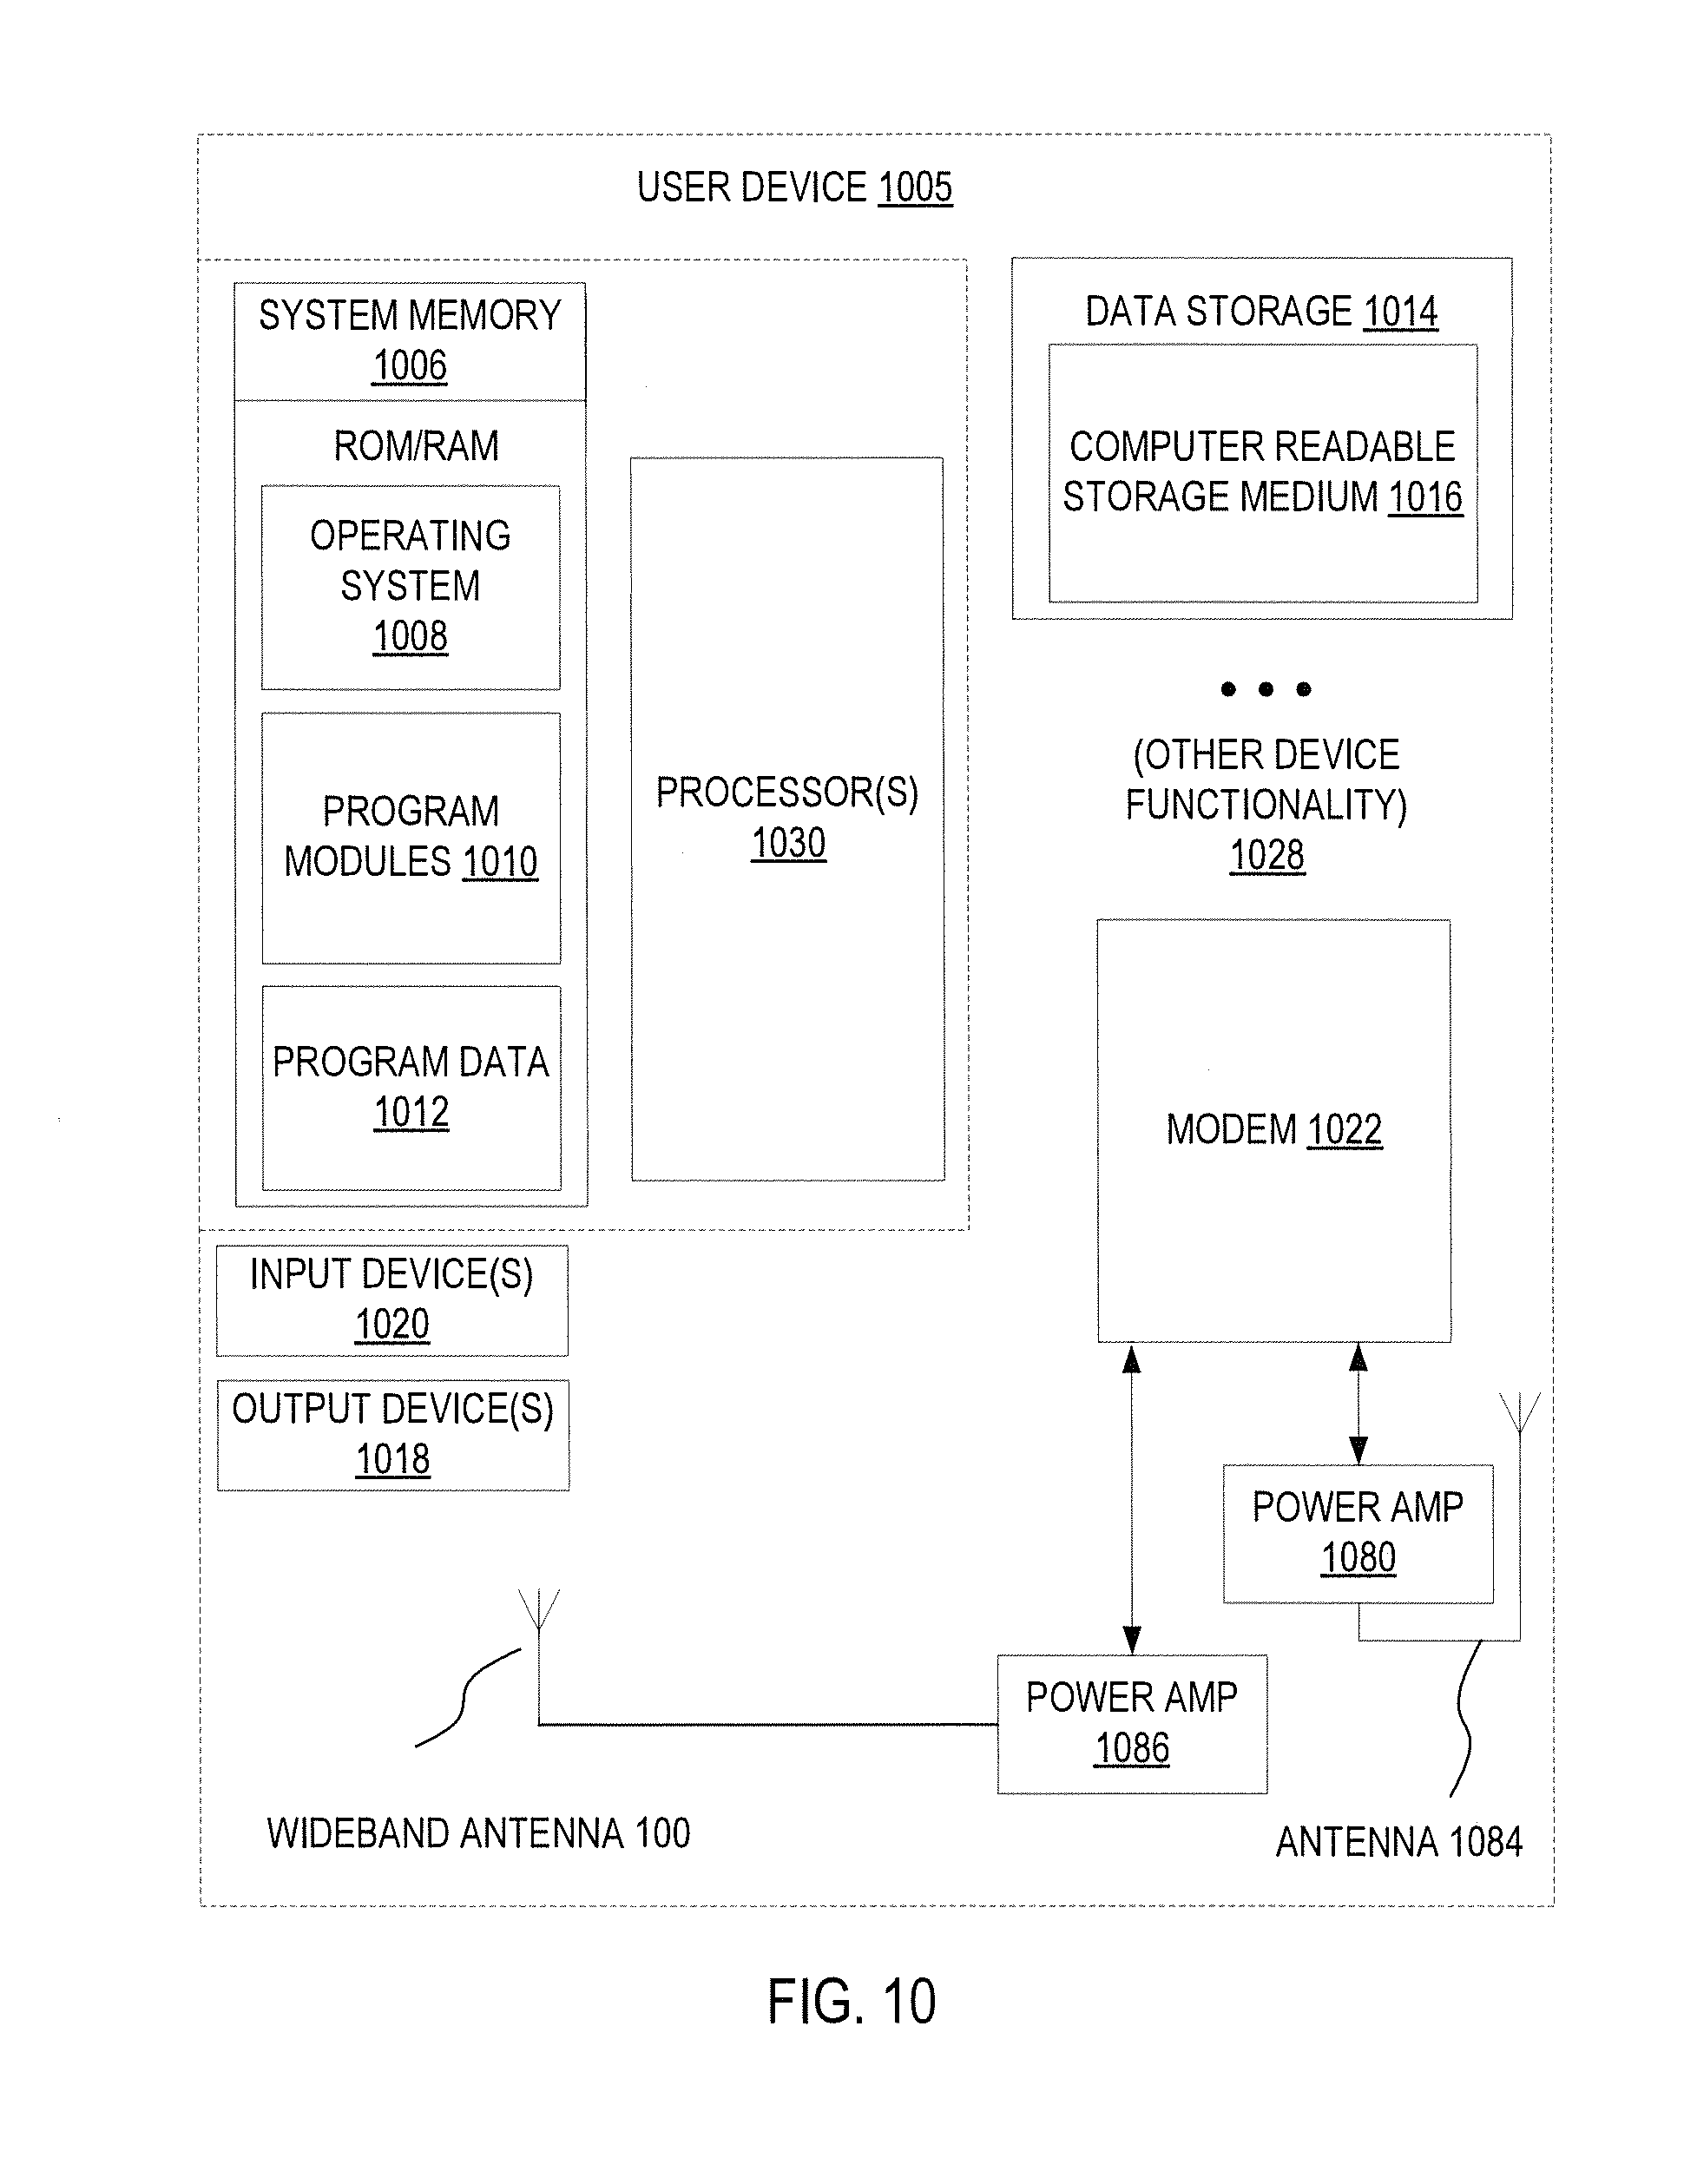 USER DEVICE 1005
SYSTEM MEMORY
1006
ROM/RAM
OPERATING
SYSTEM
1008
PROGRAM
MODULES 1010
PROGRAM DATA
1012
PROCESSOR(S)
1030
DATA STORAGE 1014
COMPUTER READABLE
STORAGE MEDIUM 1016
(OTHER DEVICE
FUNCTIONALITY)
1028
MODEM 1022
INPUT DEVICE(S)
1020
OUTPUT DEVICE(S)
1018
POWER AMP
1080
POWER AMP
1086
WIDEBAND ANTENNA 100
ANTENNA 1084
FIG. 10